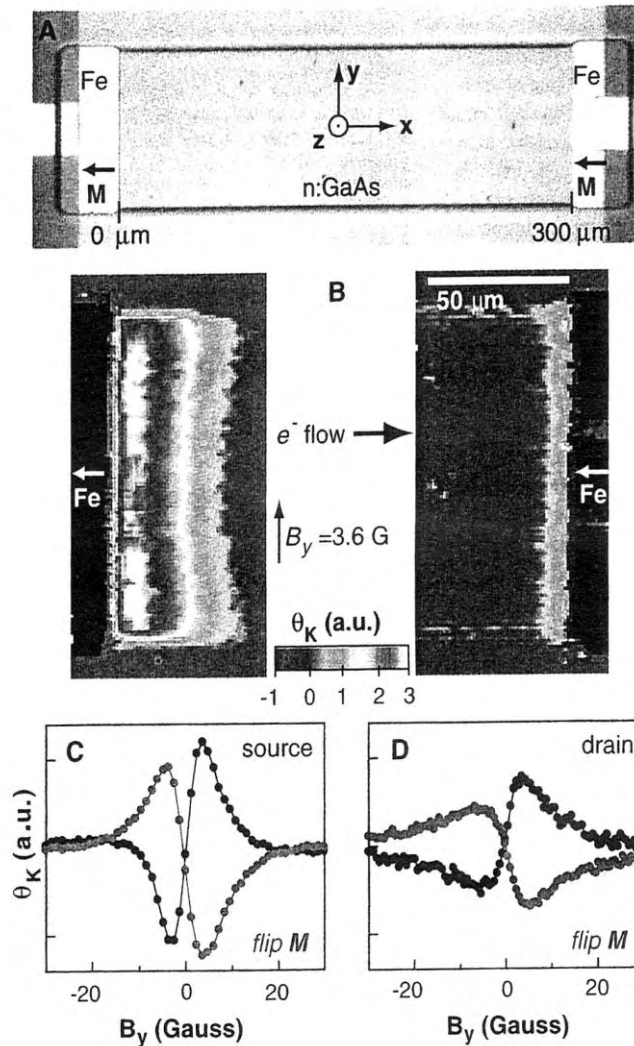 A
Fe
Fe
y
z
x
M
n:GaAs
M
0 µm
300 µm
B
50 µm
e⁻ flow
Fe
Fe
B_y =3.6 G
θ_K (a.u.)
-1 0 1 2 3
C source
D drain
θ_K (a.u.)
flip M
flip M
-20 0 20
-20 0 20
B_y (Gauss)
B_y (Gauss)